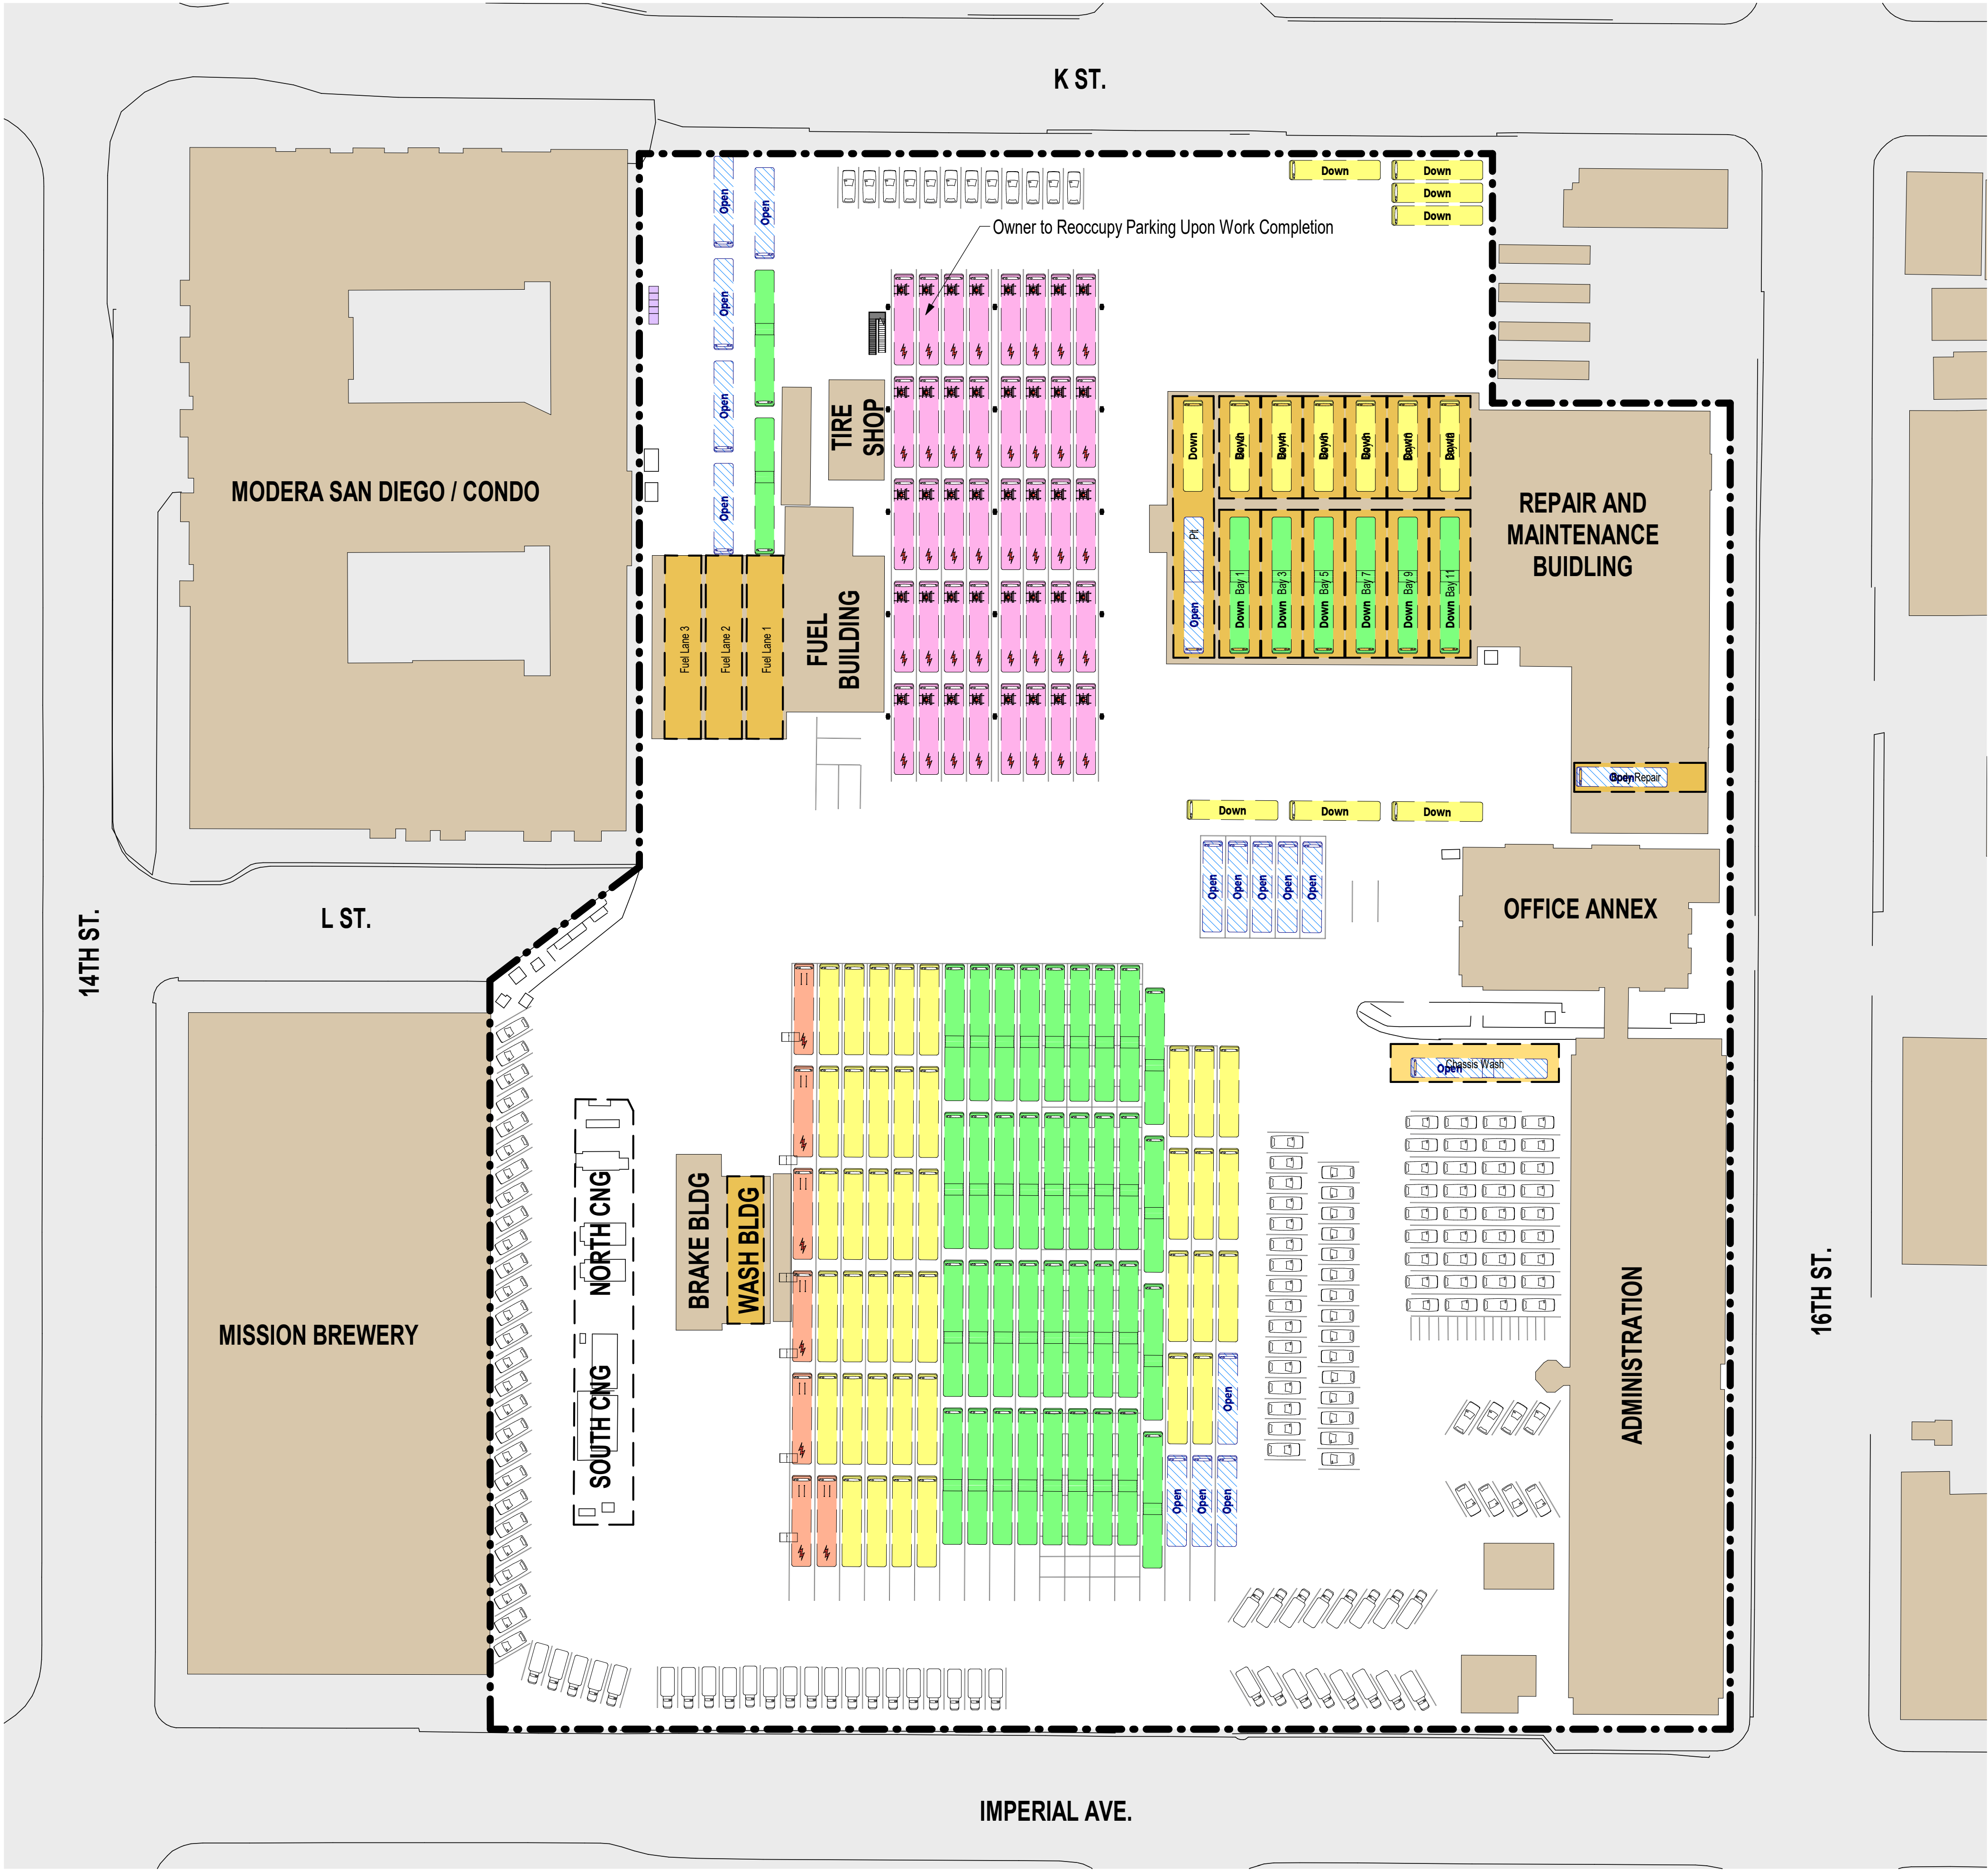 K ST.
Down
Down
Down
Down
Open
Open
Owner to Reoccupy Parking Upon Work Completion
Open
Open
Open
TIRE
SHOP
MODERA SAN DIEGO / CONDO
Down
REPAIR AND
MAINTENANCE
BUIDLING
Pit
Open
Down Bay 1
Down Bay 3
Down Bay 5
Down Bay 7
Down Bay 9
Down Bay 11
Fuel Lane 3
Fuel Lane 2
Fuel Lane 1
FUEL
BUILDING
Open
Repair
Down
Down
Down
Open
Open
Open
Open
Open
OFFICE ANNEX
14TH ST.
L ST.
Open
Chassis Wash
NORTH CNG
BRAKE BLDG
WASH BLDG
MISSION BREWERY
SOUTH CNG
Open
Open
Open
Open
ADMINISTRATION
16TH ST.
IMPERIAL AVE.